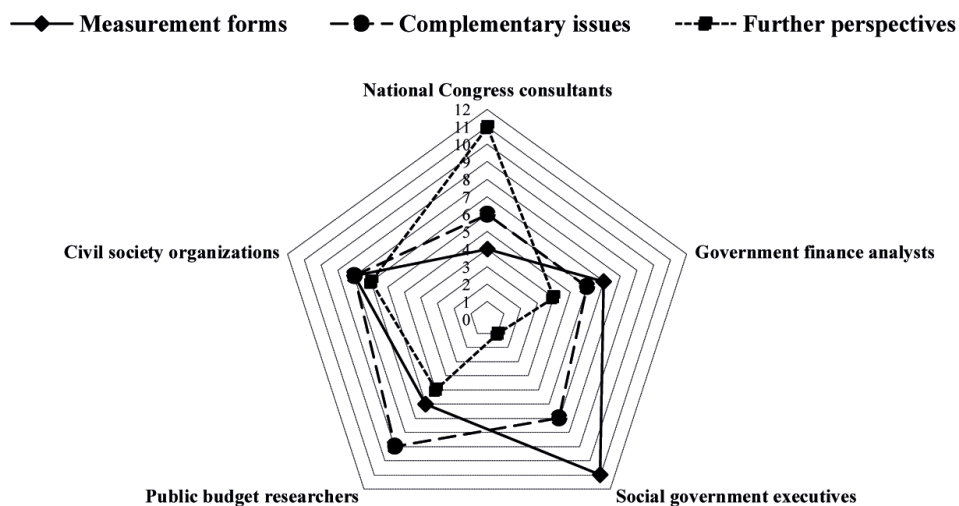 Measurement forms Complementary issues Further perspectives
National Congress consultants
12
11
10
9
8
7
6
5
4
3
2
1
0
Civil society organizations
Government finance analysts
Public budget researchers
Social government executives